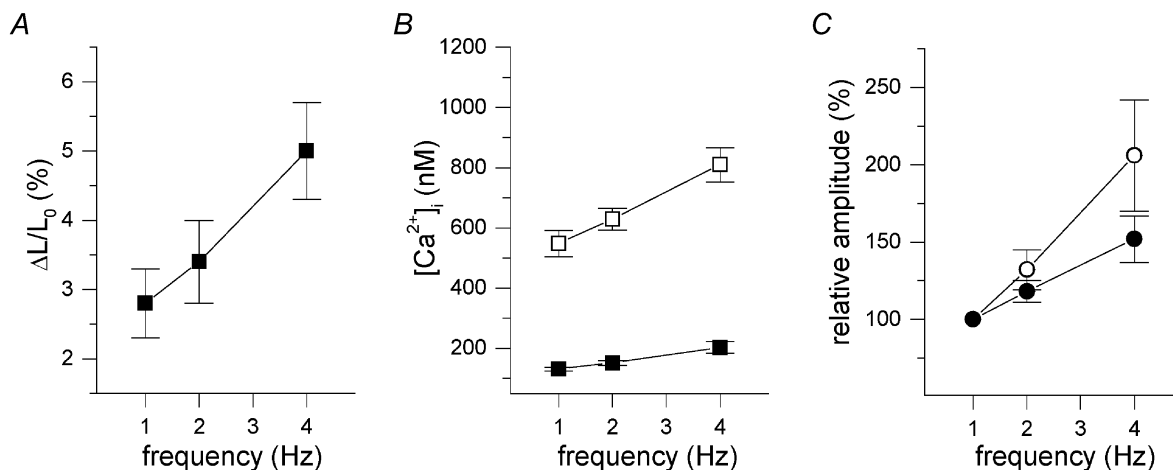 A
ΔL/L0 (%)
6
5
4
3
2
1 2 3 4
frequency (Hz)
B
[Ca2+]i (nM)
1200
1000
800
600
400
200
1 2 3 4
frequency (Hz)
C
relative amplitude (%)
250
200
150
100
1 2 3 4
frequency (Hz)